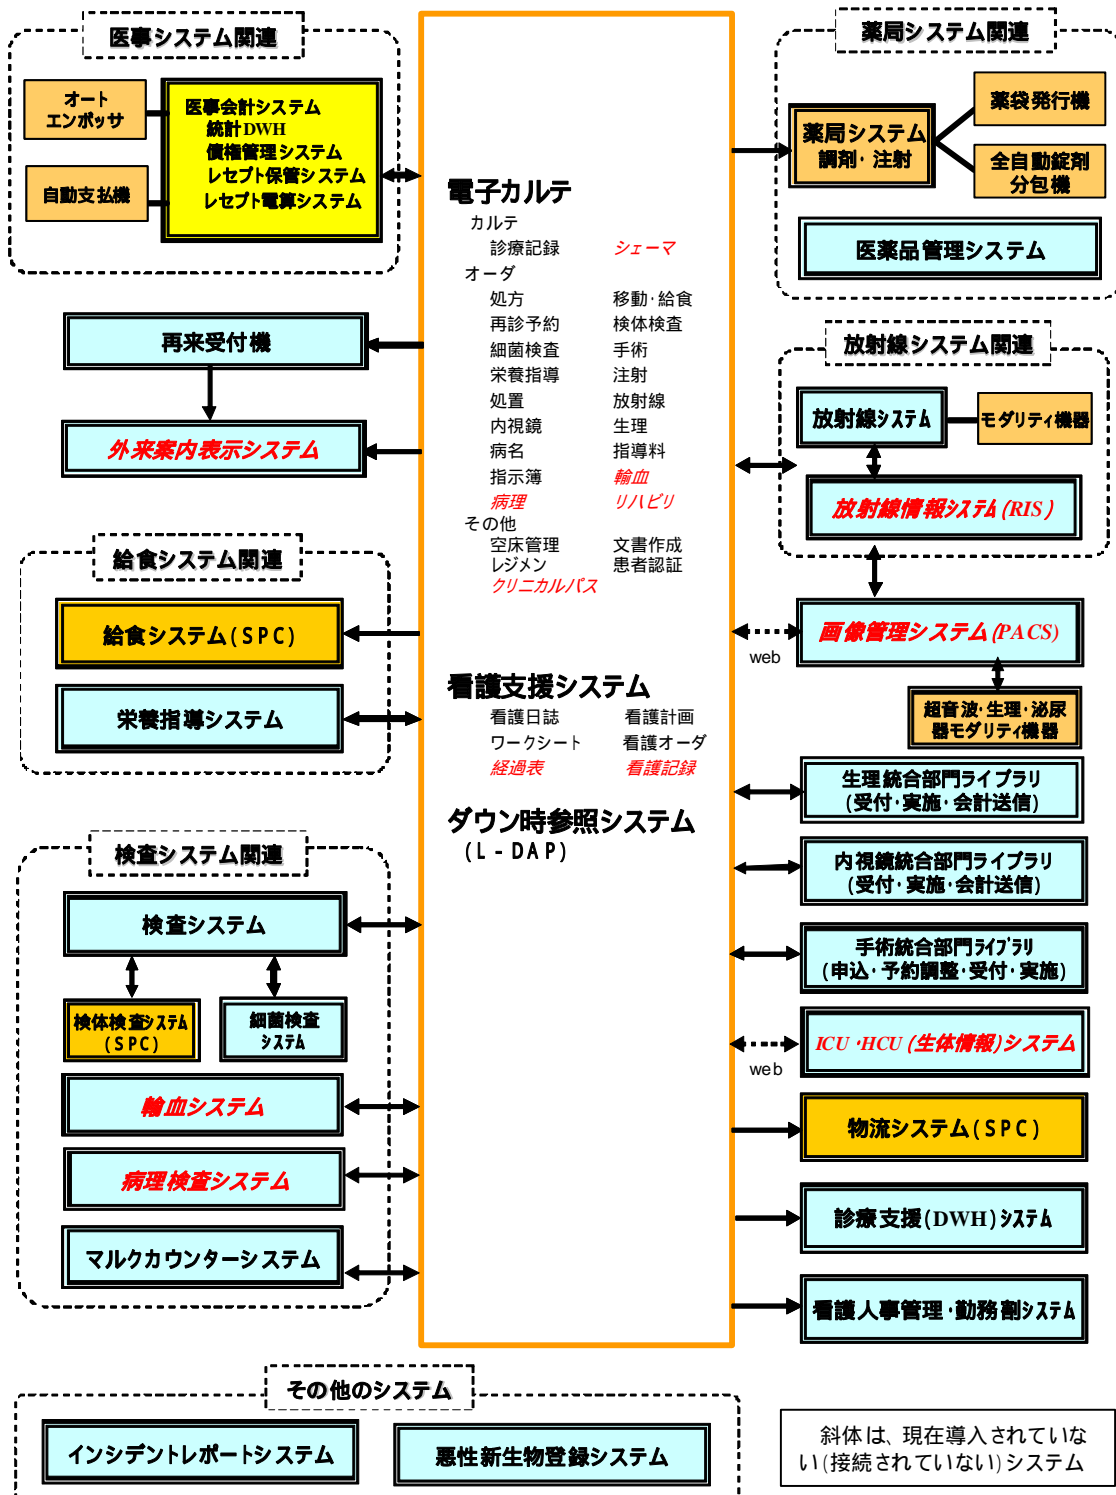 医事システム関連
オート
エンボッサ
自動支払機
医事会計システム
統計DWH
債権管理システム
レセプト保管システム
レセプト電算システム
再来受付機
外来案内表示システム
給食システム関連
給食システム(SPC)
栄養指導システム
検査システム関連
検査システム
検体検査システム
(SPC)
細菌検査
システム
輸血システム
病理検査システム
マルクカウンターシステム
電子カルテ
カルテ
診療記録 シェーマ
オーダ
処方 移動・給食
再診予約 検体検査
細菌検査 手術
栄養指導 注射
処置 放射線
内視鏡 生理
病名 指導料
指示簿 輸血
病理 リハビリ
その他
空床管理 文書作成
レジメン 患者認証
クリニカルパス
看護支援システム
看護日誌 看護計画
ワークシート 看護オーダ
経過表 看護記録
ダウン時参照システム
(L-DAP)
薬局システム関連
薬局システム
調剤・注射
薬袋発行機
全自動錠剤
分包機
医薬品管理システム
放射線システム関連
放射線システム
モダリティ機器
放射線情報システム(RIS)
画像管理システム(PACS)
web
超音波・生理・泌尿
器モダリティ機器
生理統合部門ライブラリ
(受付・実施・会計送信)
内視鏡統合部門ライブラリ
(受付・実施・会計送信)
手術統合部門ライブラリ
(申込・予約調整・受付・実施)
ICU・HCU(生体情報)システム
web
物流システム(SPC)
診療支援(DWH)システム
看護人事管理・勤務割システム
その他のシステム
インシデントレポートシステム
悪性新生物登録システム
斜体は、現在導入されていな
い(接続されていない)システム